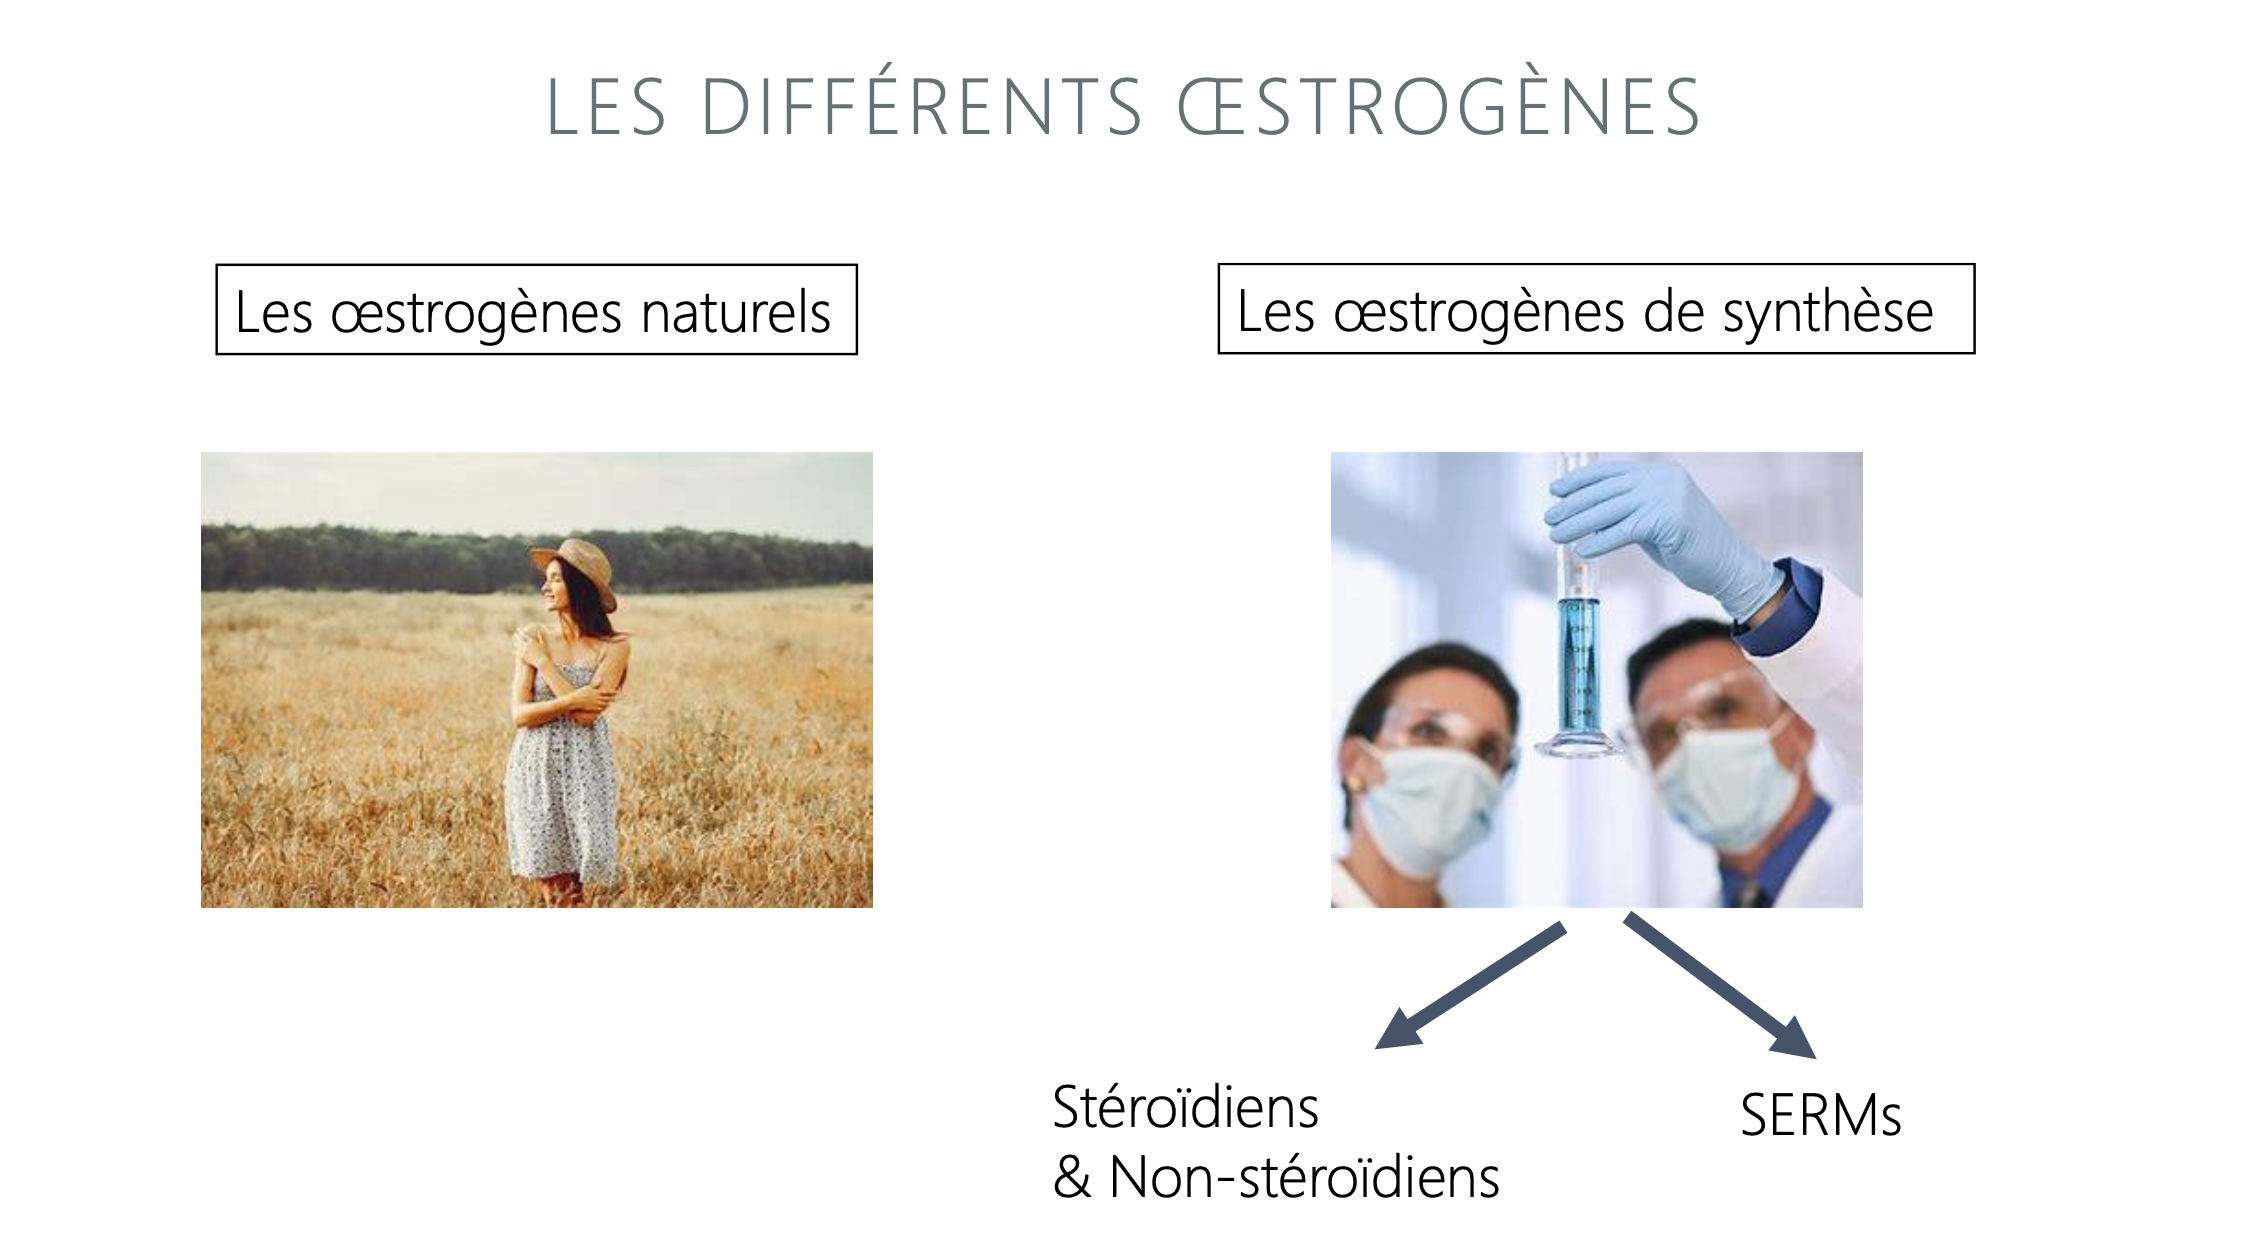 LES DIFFÉRENTS ŒSTROGÈNES
Les œstrogènes naturels
Les œstrogènes de synthèse
Stéroïdiens
& Non-stéroïdiens
SERMs